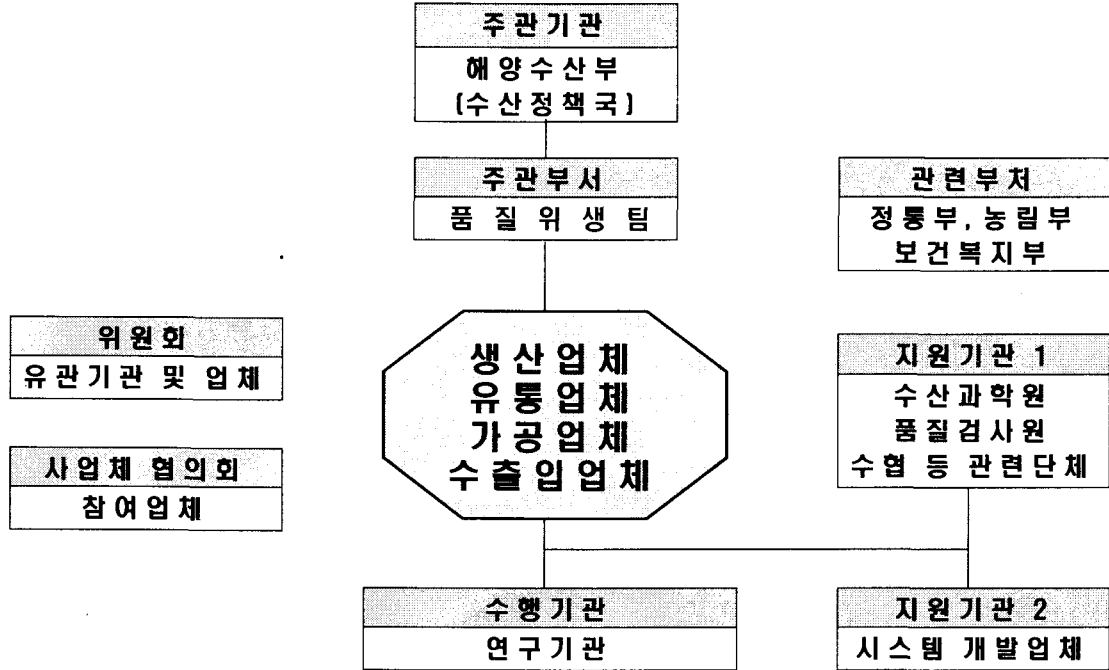 주관기관
해양수산부
(수산정책국)
주관부서
품질위생팀
관련부처
정통부, 농림부
보건복지부
위원회
유관기관 및 업체
사업체 협의회
참여업체
생산업체
유통업체
가공업체
수출입업체
지원기관 1
수산과학원
품질검사원
수협 등 관련단체
수행기관
연구기관
지원기관 2
시스템 개발업체